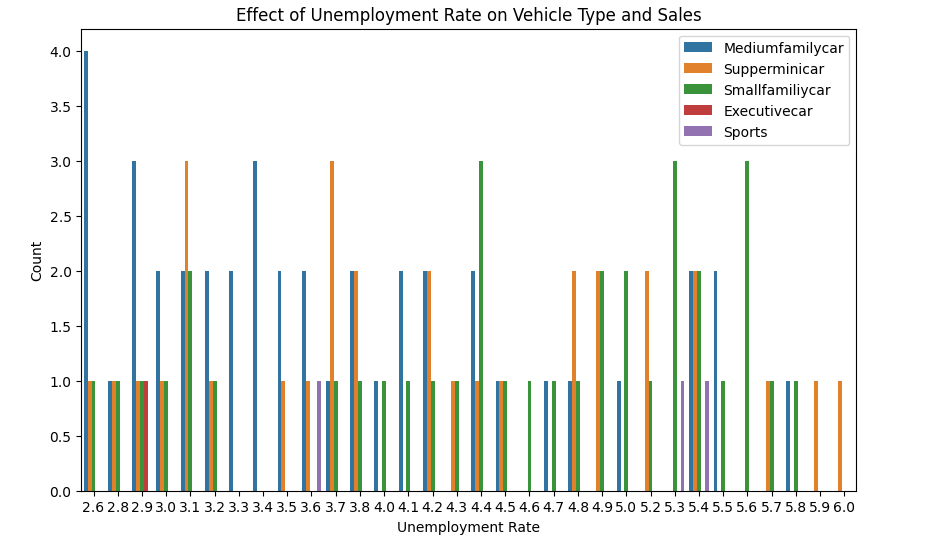 Effect of Unemployment Rate on Vehicle Type and Sales
Mediumfamilycar
Supperminicar
Smallfamiliycar
Executivecar
Sports
4.0
3.5
3.0
2.5
2.0
1.5
1.0
0.5
0.0
Count
2.6 2.8 2.9 3.0 3.1 3.2 3.3 3.4 3.5 3.6 3.7 3.8 4.0 4.1 4.2 4.3 4.4 4.5 4.6 4.7 4.8 4.9 5.0 5.2 5.3 5.4 5.5 5.6 5.7 5.8 5.9 6.0
Unemployment Rate